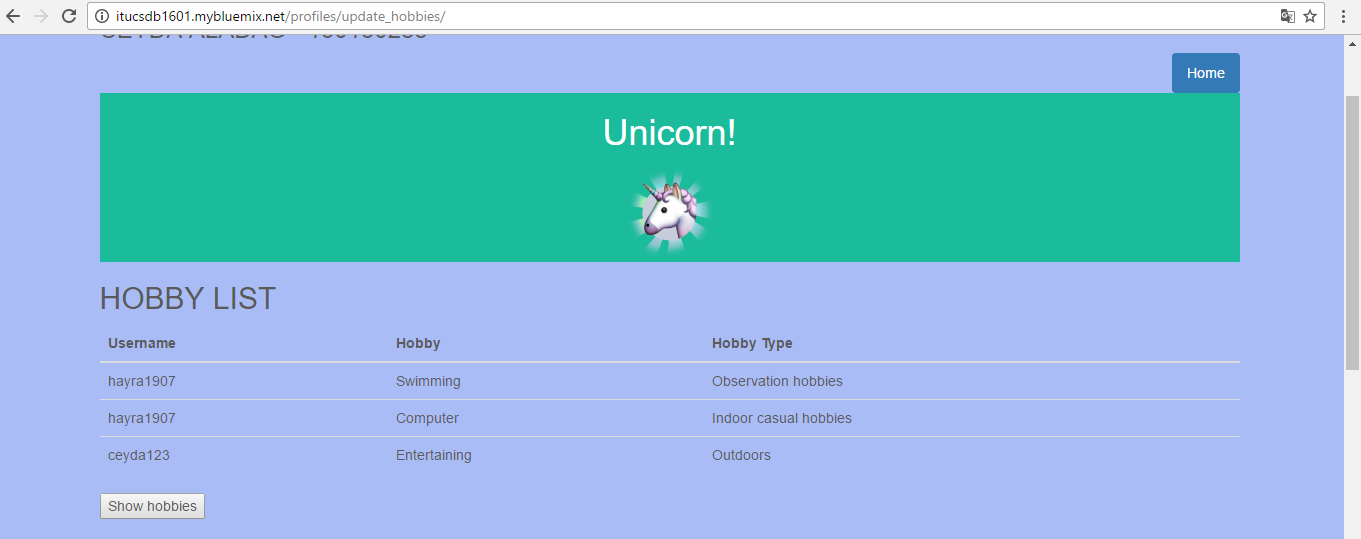 itucsdb1601.mybluemix.net/profiles/update_hobbies/
Home
Unicorn!
HOBBY LIST
Username Hobby Hobby Type
hayra1907 Swimming Observation hobbies
hayra1907 Computer Indoor casual hobbies
ceyda123 Entertaining Outdoors
Show hobbies